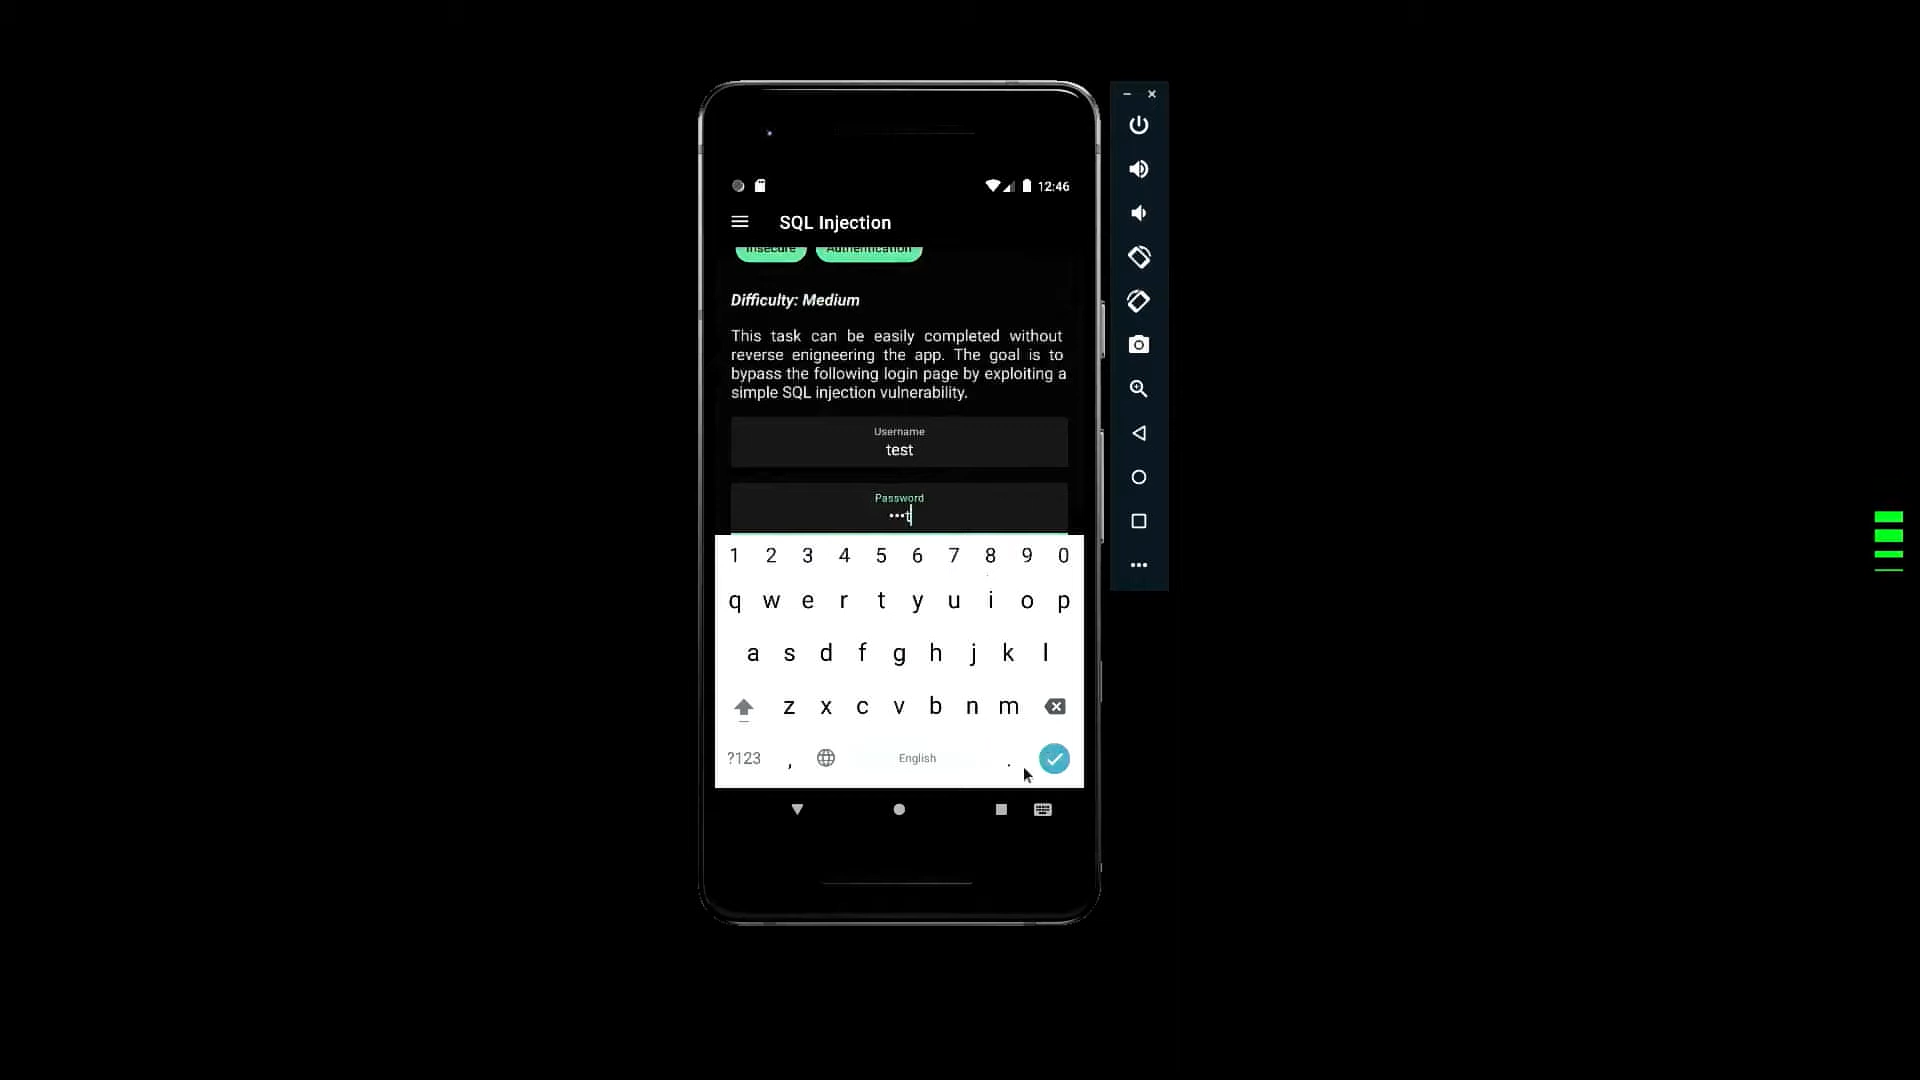 12:46
SQL Injection
Insecure Authentication
Difficulty: Medium
This task can be easily completed without
reverse enigneering the app. The goal is to
bypass the following login page by exploiting a
simple SQL injection vulnerability.
Username
test
Password
•••t
1 2 3 4 5 6 7 8 9 0
q w e r t y u i o p
a s d f g h j k l
z x c v b n m
?123 , English .